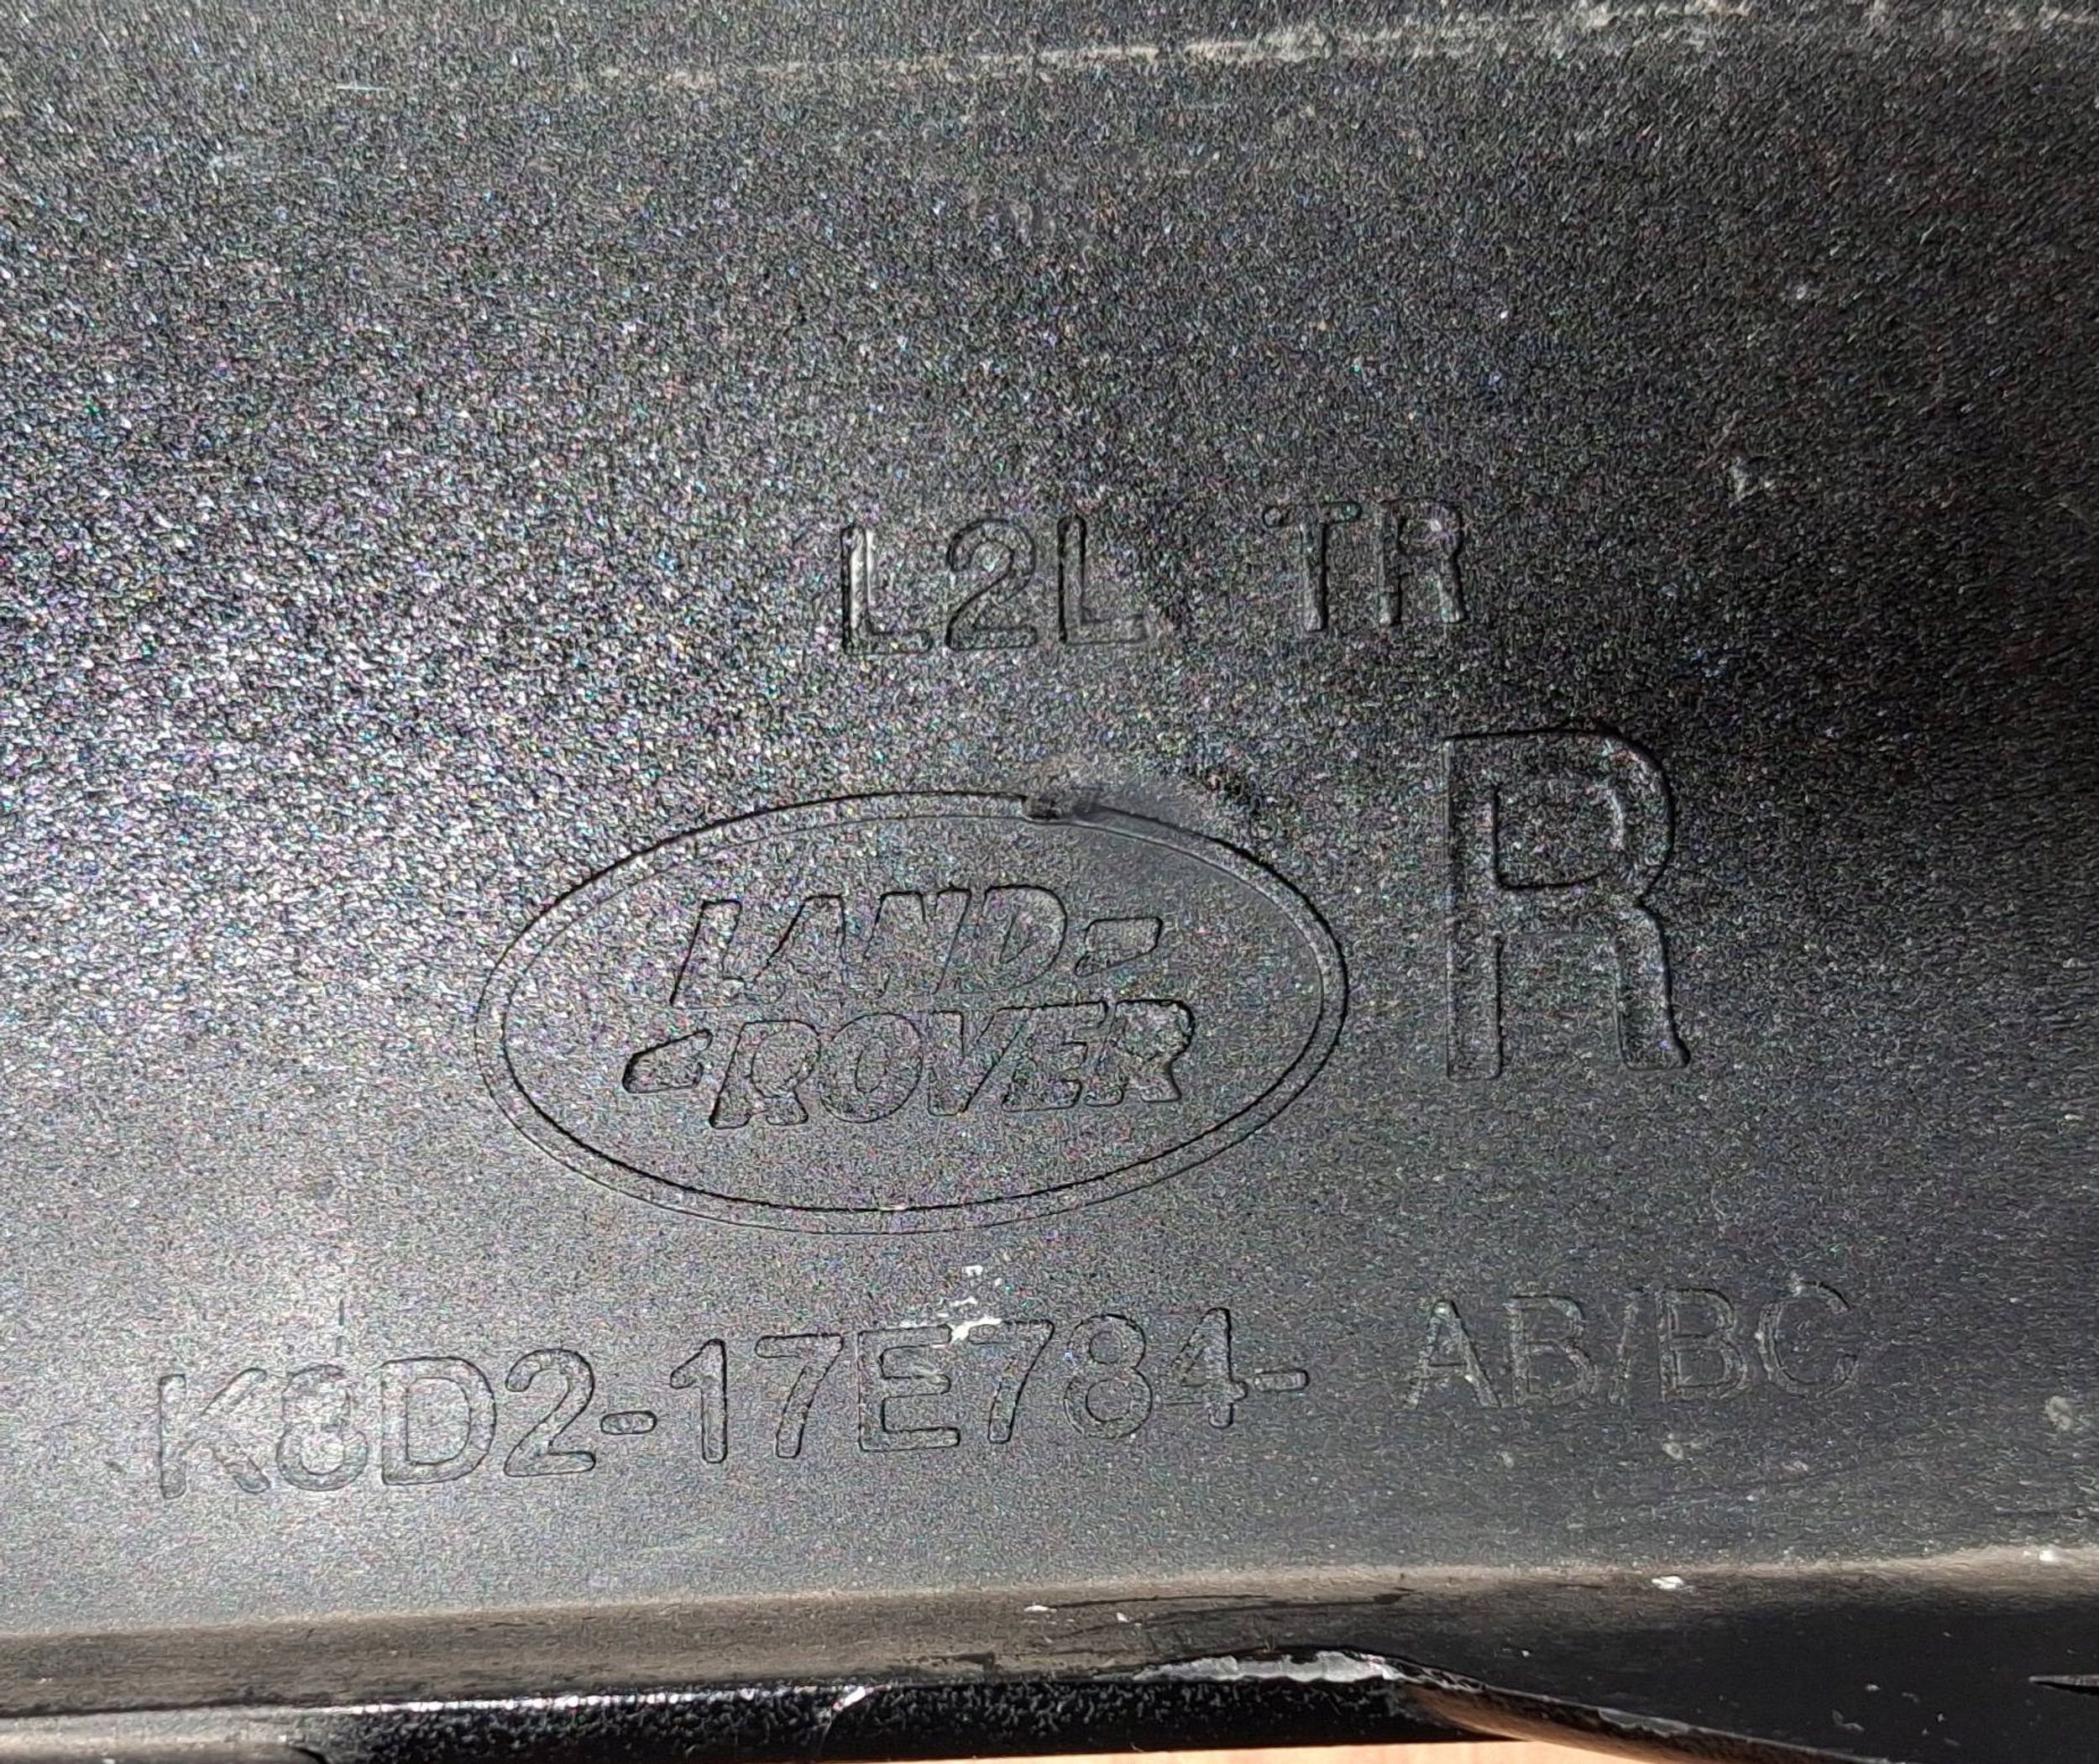 L2L TR
R
LAND-
-ROVER
K8D2-17E784- AB/BC